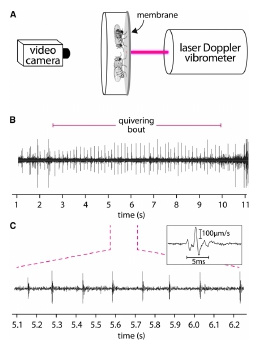 A
membrane
video
camera
laser Doppler
vibrometer
B
quivering
bout
1 2 3 4 5 6 7 8 9 10 11
time (s)
C
100µm/s
5ms
5.1 5.2 5.3 5.4 5.5 5.6 5.7 5.8 5.9 6.0 6.1 6.2
time (s)